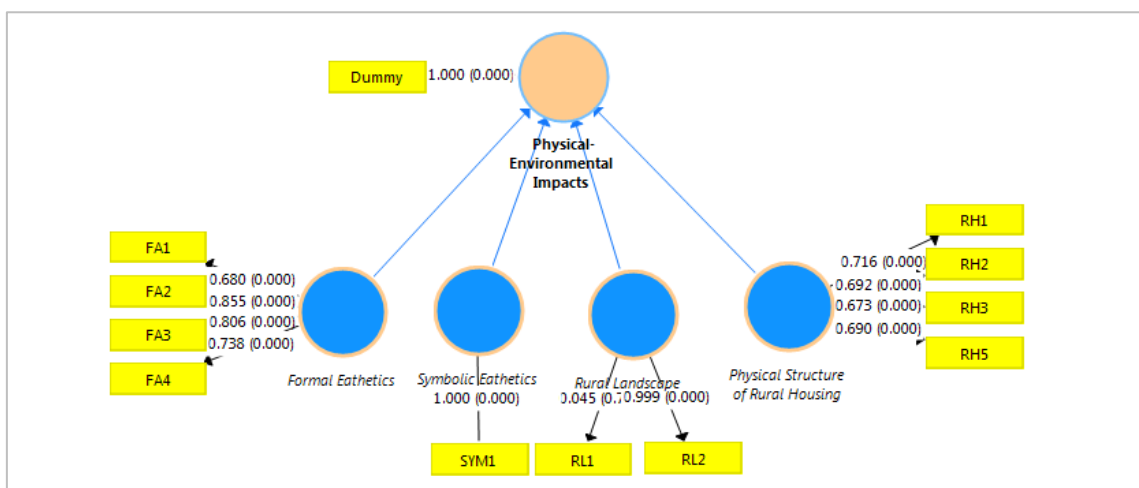 Dummy
1.000 (0.000)
Physical-
Environmental
Impacts
FA1
FA2
FA3
FA4
0.680 (0.000)
0.855 (0.000)
0.806 (0.000)
0.738 (0.000)
Formal Eathetics
Symbolic Eathetics
1.000 (0.000)
SYM1
Rural Landscape
0.999 (0.000)
RL1
RL2
Physical Structure
of Rural Housing
0.716 (0.000)
0.692 (0.000)
0.673 (0.000)
0.690 (0.000)
RH1
RH2
RH3
RH5